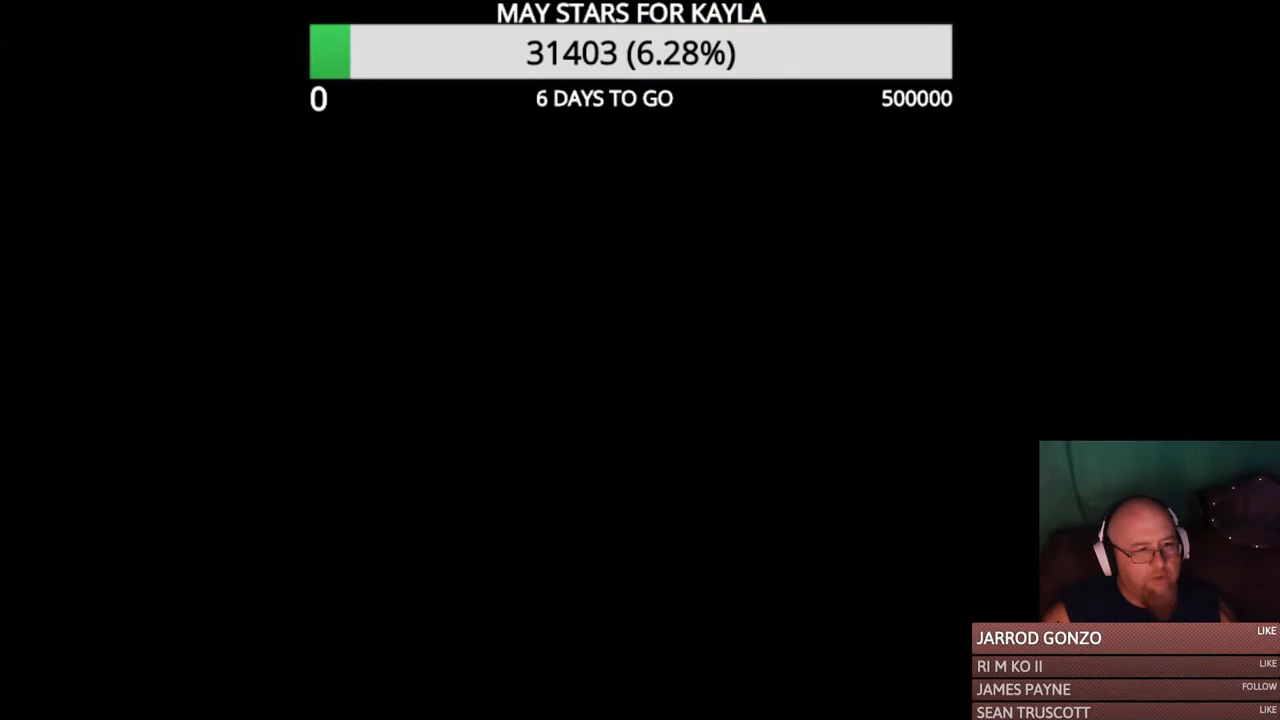 MAY STARS FOR KAYLA
31403 (6.28%)
0 6 DAYS TO GO 500000
JARROD GONZO LIKE
RI M KO II LIKE
JAMES PAYNE FOLLOW
SEAN TRUSCOTT LIKE